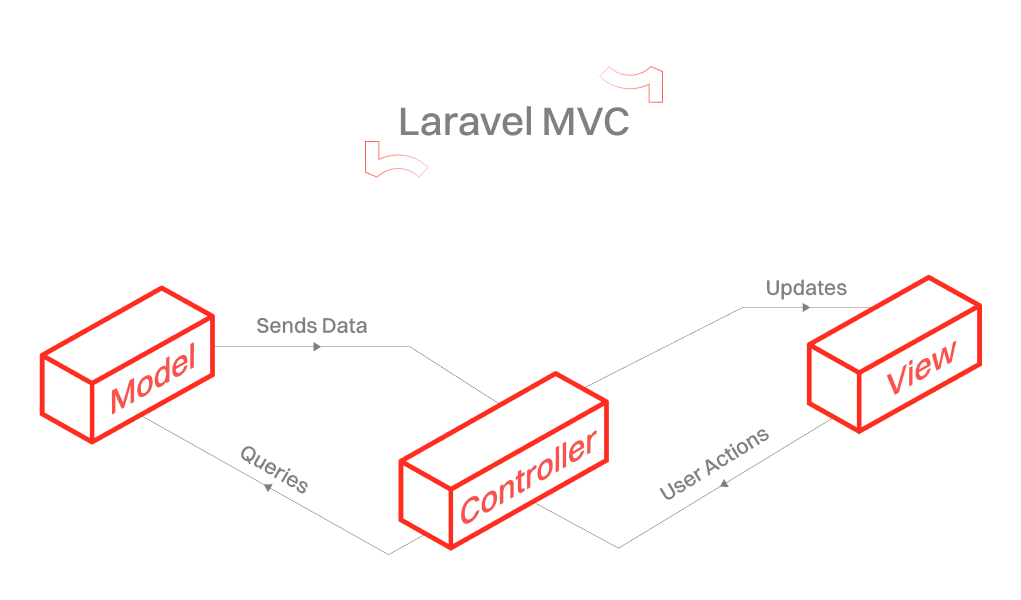 Laravel MVC
Updates
Sends Data
Model
View
User Actions
Queries
Controller